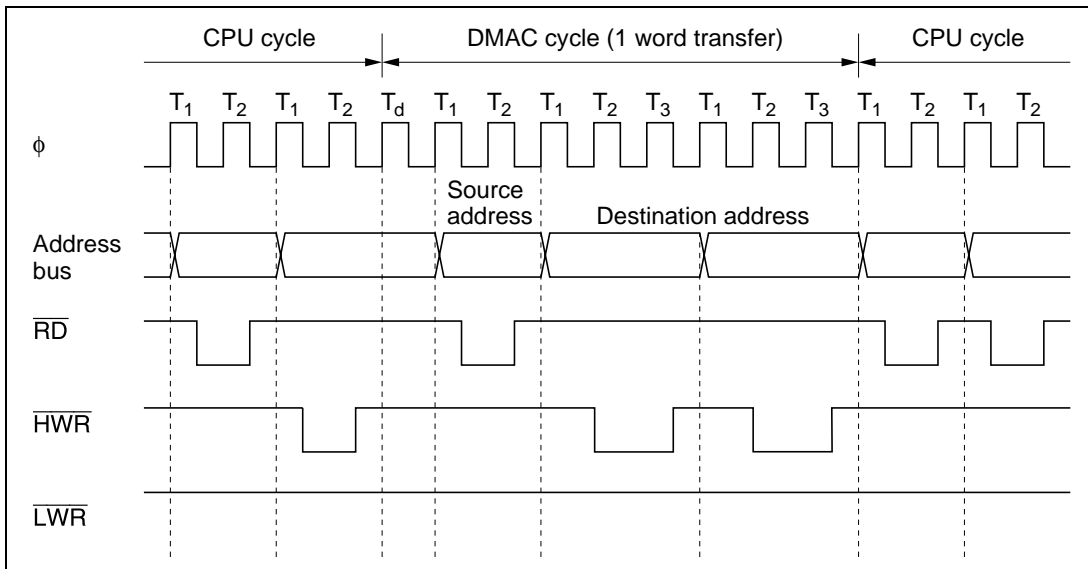 CPU cycle DMAC cycle (1 word transfer) CPU cycle
T1 T2 T1 T2 Td T1 T2 T1 T2 T3 T1 T2 T3 T1 T2 T1 T2
ϕ
Source
address Destination address
Address
bus
RD
HWR
LWR